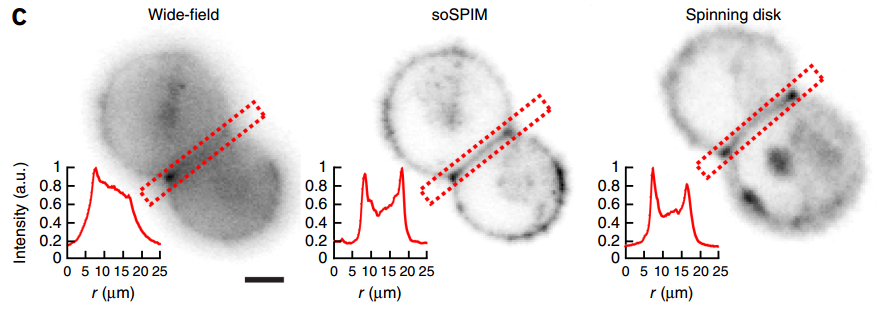 c
Wide-field soSPIM Spinning disk
Intensity (a.u.)
1 1 1
0.8 0.8 0.8
0.6 0.6 0.6
0.4 0.4 0.4
0.2 0.2 0.2
0 0 0
0 5 10 15 20 25 0 5 10 15 20 25 0 5 10 15 20 25
r (μm) r (μm) r (μm)